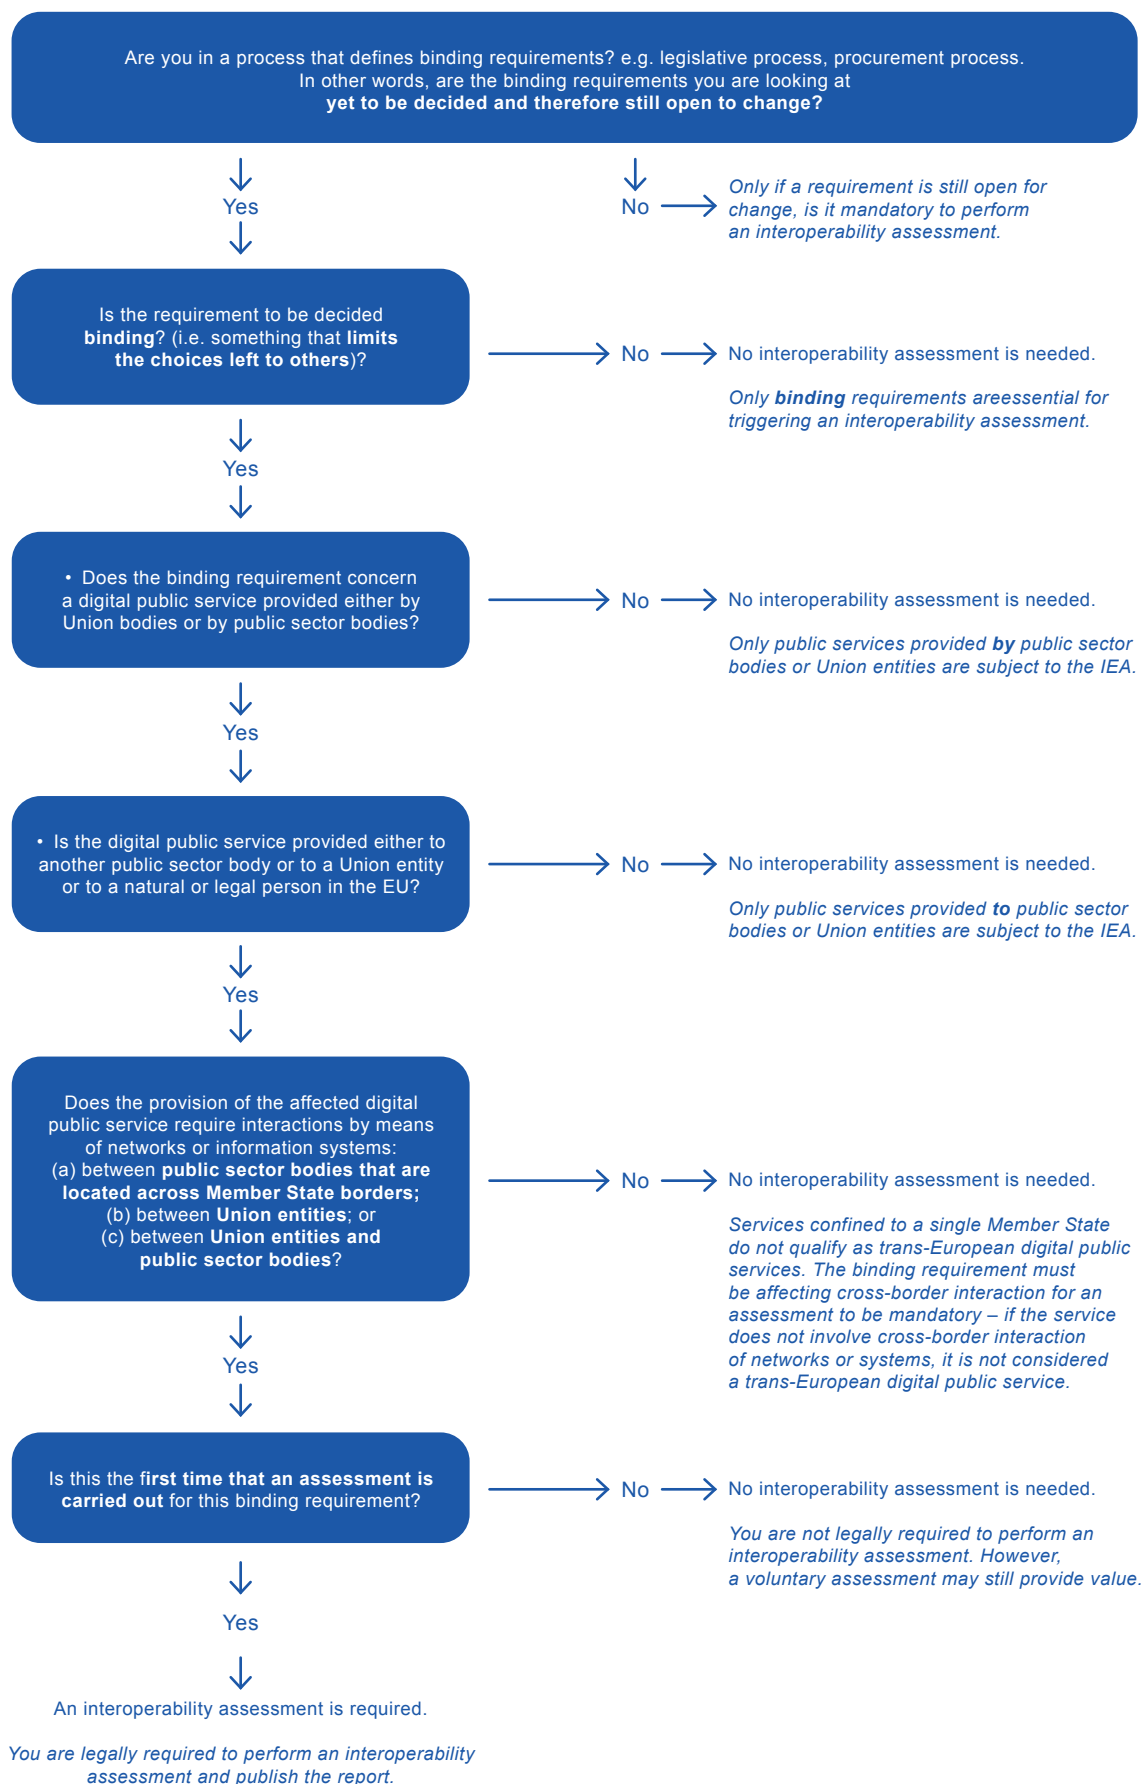 Are you in a process that defines binding requirements? e.g. legislative process, procurement process.
In other words, are the binding requirements you are looking at
yet to be decided and therefore still open to change?
Yes
No
Only if a requirement is still open for
change, is it mandatory to perform
an interoperability assessment.
Is the requirement to be decided
binding? (i.e. something that limits
the choices left to others)?
No
No interoperability assessment is needed.
Only binding requirements areessential for
triggering an interoperability assessment.
Yes
• Does the binding requirement concern
a digital public service provided either by
Union bodies or by public sector bodies?
No
No interoperability assessment is needed.
Only public services provided by public sector
bodies or Union entities are subject to the IEA.
Yes
• Is the digital public service provided either to
another public sector body or to a Union entity
or to a natural or legal person in the EU?
No
No interoperability assessment is needed.
Only public services provided to public sector
bodies or Union entities are subject to the IEA.
Yes
Does the provision of the affected digital
public service require interactions by means
of networks or information systems:
(a) between public sector bodies that are
located across Member State borders;
(b) between Union entities; or
(c) between Union entities and
public sector bodies?
No
No interoperability assessment is needed.
Services confined to a single Member State
do not qualify as trans-European digital public
services. The binding requirement must
be affecting cross-border interaction for an
assessment to be mandatory – if the service
does not involve cross-border interaction
of networks or systems, it is not considered
a trans-European digital public service.
Yes
Is this the first time that an assessment is
carried out for this binding requirement?
No
No interoperability assessment is needed.
You are not legally required to perform an
interoperability assessment. However,
a voluntary assessment may still provide value.
Yes
An interoperability assessment is required.
You are legally required to perform an interoperability
assessment and publish the report.